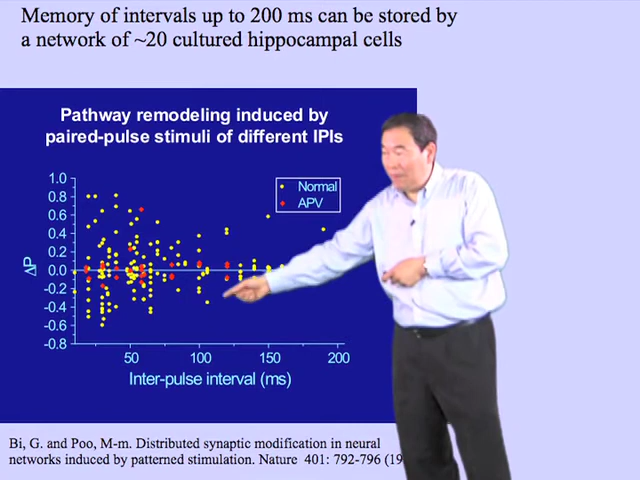 Memory of intervals up to 200 ms can be stored by
a network of ~20 cultured hippocampal cells
Pathway remodeling induced by
paired-pulse stimuli of different IPIs
Normal
APV
1.0
0.8
0.6
0.4
0.2
0.0
-0.2
-0.4
-0.6
-0.8
ΔP
50
100
150
200
Inter-pulse interval (ms)
Bi, G. and Poo, M-m. Distributed synaptic modification in neural
networks induced by patterned stimulation. Nature 401: 792-796 (19